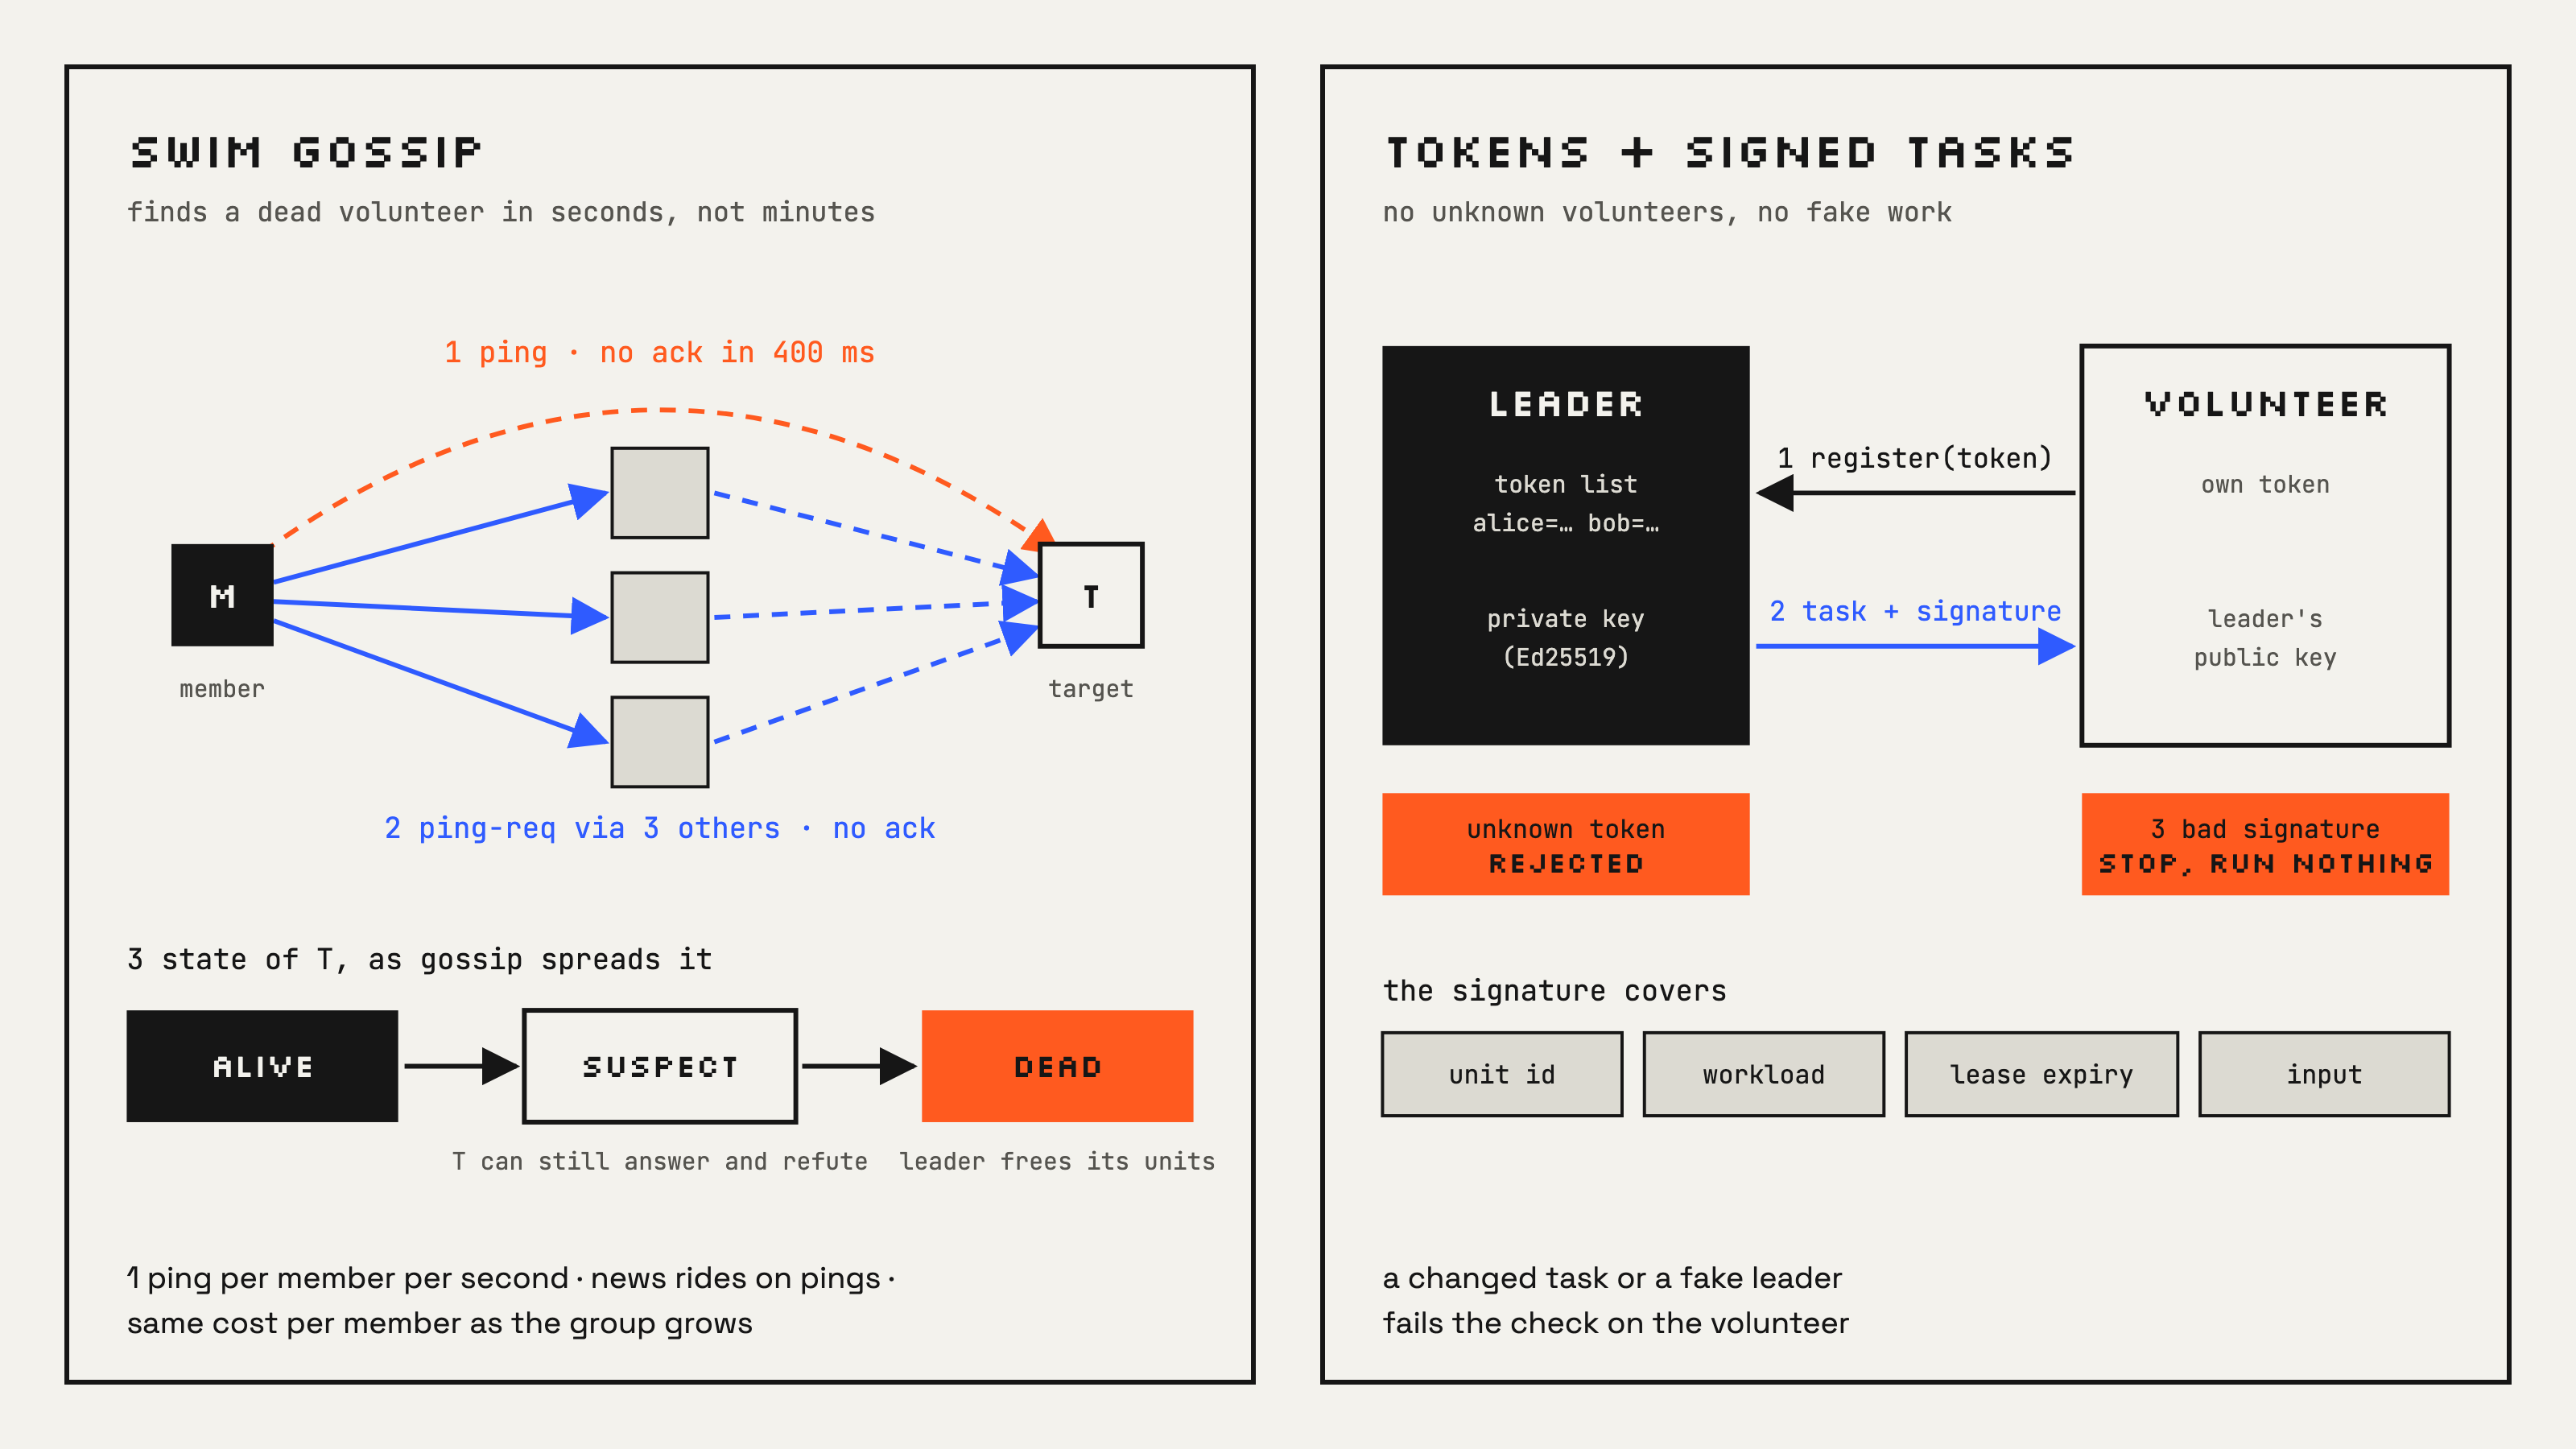 SWIM GOSSIP
finds a dead volunteer in seconds, not minutes
1 ping · no ack in 400 ms
M
member
T
target
2 ping-req via 3 others · no ack
3 state of T, as gossip spreads it
ALIVE
SUSPECT
DEAD
T can still answer and refute
leader frees its units
1 ping per member per second · news rides on pings ·
same cost per member as the group grows
TOKENS + SIGNED TASKS
no unknown volunteers, no fake work
LEADER
token list
alice=… bob=…
private key
(Ed25519)
1 register(token)
2 task + signature
VOLUNTEER
own token
leader's
public key
unknown token
REJECTED
3 bad signature
STOP, RUN NOTHING
the signature covers
unit id
workload
lease expiry
input
a changed task or a fake leader
fails the check on the volunteer